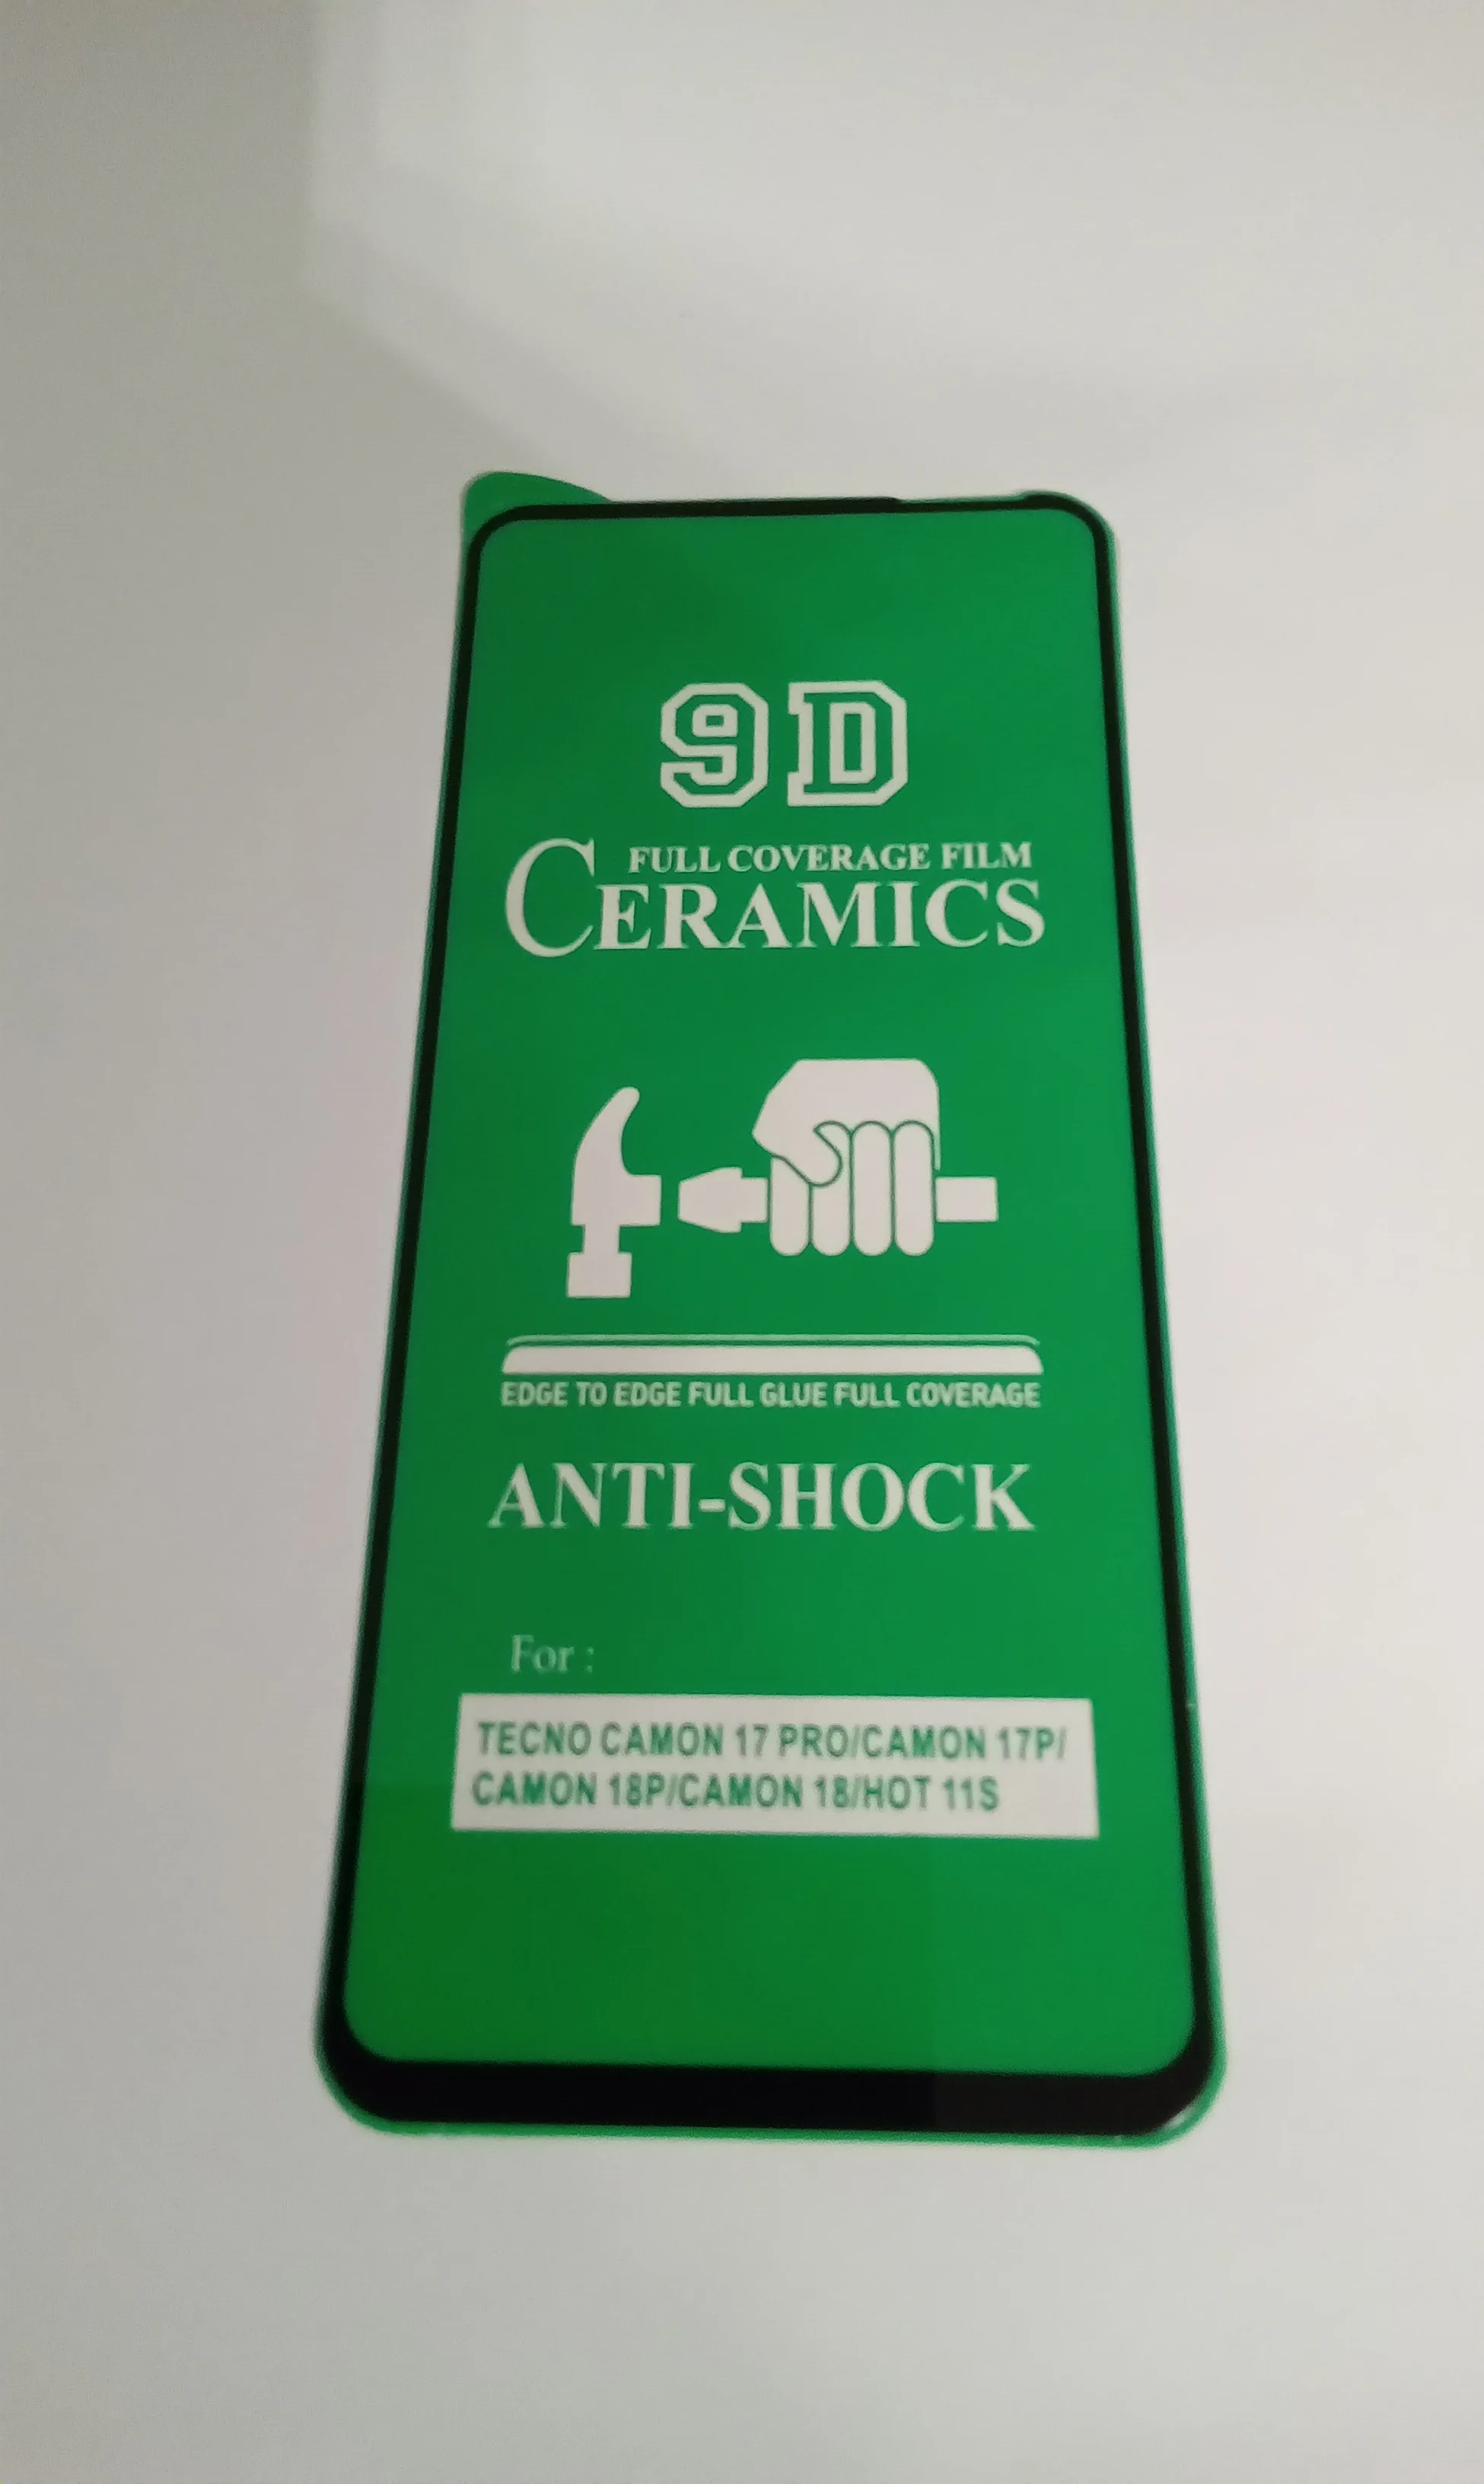 9D
FULL COVERAGE FILM
CERAMICS
EDGE TO EDGE FULL GLUE FULL COVERAGE
ANTI-SHOCK
For :
TECNO CAMON 17 PRO/CAMON 17P/
CAMON 18P/CAMON 18/HOT 11S